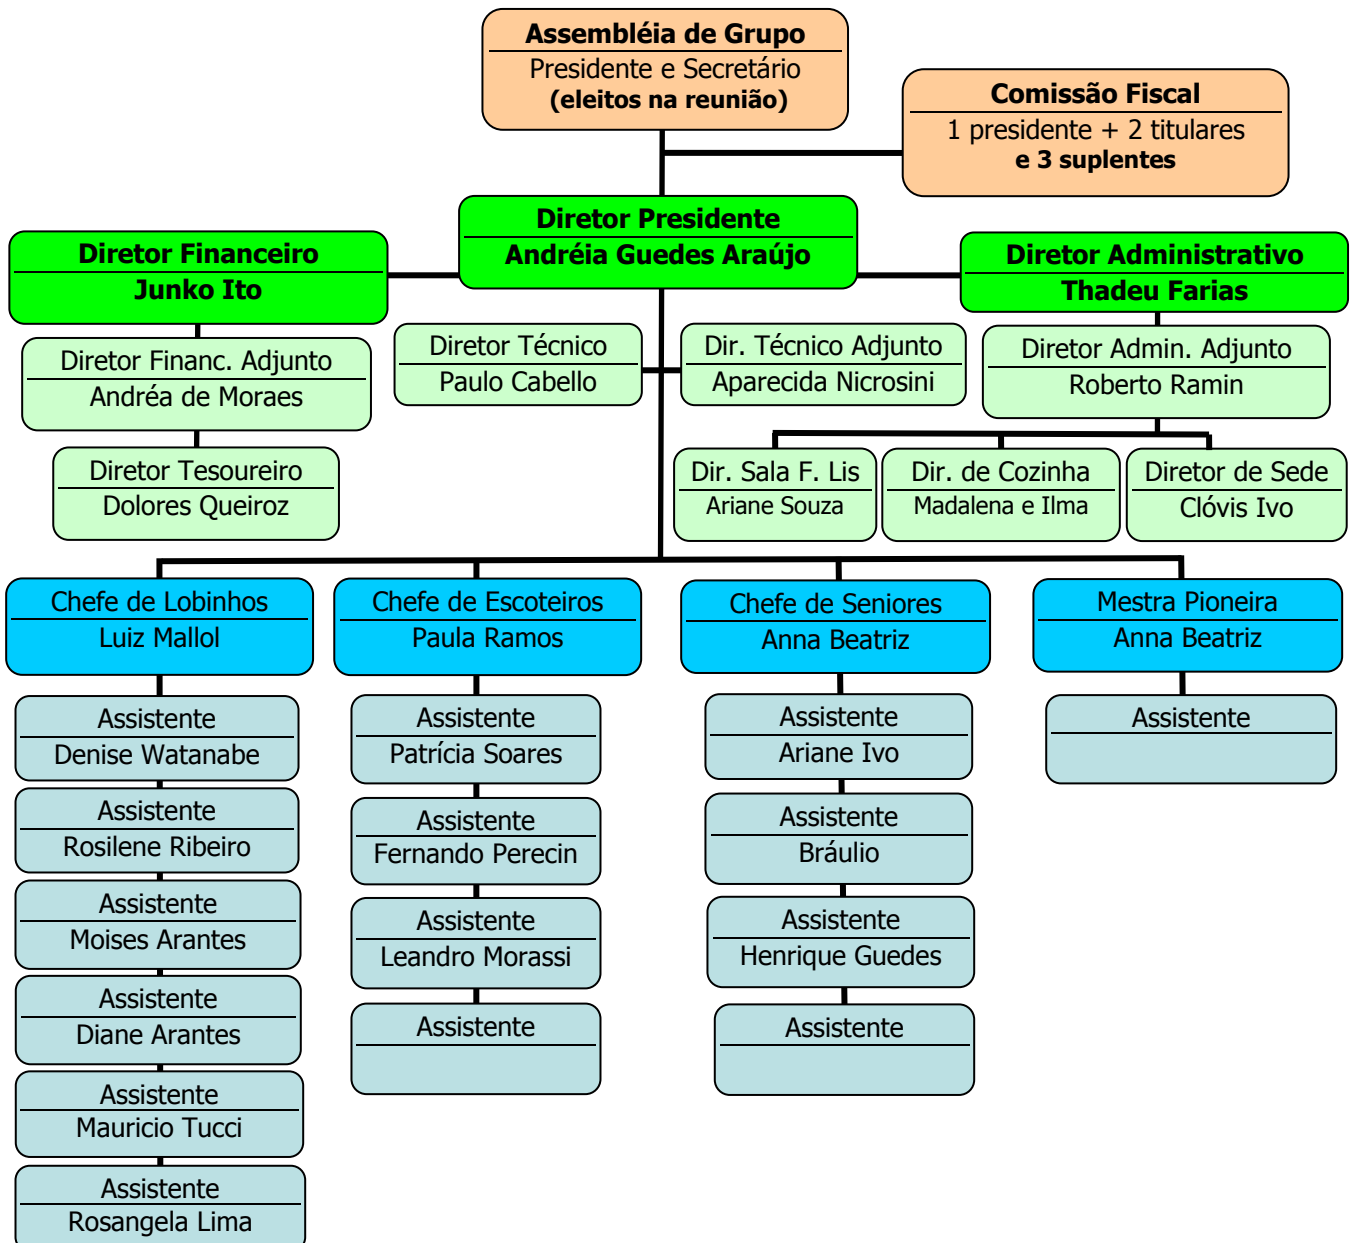 Assembléia de Grupo
Presidente e Secretário
(eleitos na reunião)
Comissão Fiscal
1 presidente + 2 titulares
e 3 suplentes
Diretor Presidente
Andréia Guedes Araújo
Diretor Financeiro
Junko Ito
Diretor Administrativo
Thadeu Farias
Diretor Financ. Adjunto
Andréa de Moraes
Diretor Técnico
Paulo Cabello
Dir. Técnico Adjunto
Aparecida Nicrosini
Diretor Admin. Adjunto
Roberto Ramin
Diretor Tesoureiro
Dolores Queiroz
Dir. Sala F. Lis
Ariane Souza
Dir. de Cozinha
Madalena e Ilma
Diretor de Sede
Clóvis Ivo
Chefe de Lobinhos
Luiz Mallol
Chefe de Escoteiros
Paula Ramos
Chefe de Seniores
Anna Beatriz
Mestra Pioneira
Anna Beatriz
Assistente
Denise Watanabe
Assistente
Rosilene Ribeiro
Assistente
Moises Arantes
Assistente
Diane Arantes
Assistente
Mauricio Tucci
Assistente
Rosangela Lima
Assistente
Patrícia Soares
Assistente
Fernando Perecin
Assistente
Leandro Morassi
Assistente
Assistente
Ariane Ivo
Assistente
Bráulio
Assistente
Henrique Guedes
Assistente
Assistente